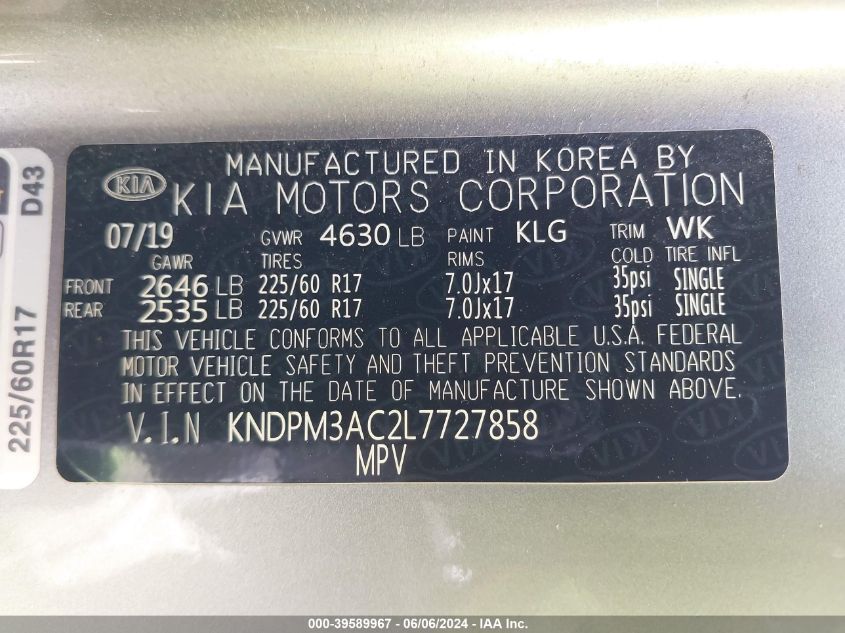 MANUFACTURED IN KOREA BY
KIA KIA MOTORS CORPORATION
07/19 GVWR 4630 LB PAINT KLG TRIM WK
GAWR TIRES RIMS COLD TIRE INFL
FRONT 2646 LB 225/60 R17 7.0Jx17 35psi SINGLE
REAR 2535 LB 225/60 R17 7.0Jx17 35psi SINGLE
THIS VEHICLE CONFORMS TO ALL APPLICABLE U.S.A. FEDERAL
MOTOR VEHICLE SAFETY AND THEFT PREVENTION STANDARDS
IN EFFECT ON THE DATE OF MANUFACTURE SHOWN ABOVE.
V.I.N KNDPM3AC2L7727858
MPV
225/60R17 D43
000-39589967 - 06/06/2024 - IAA Inc.